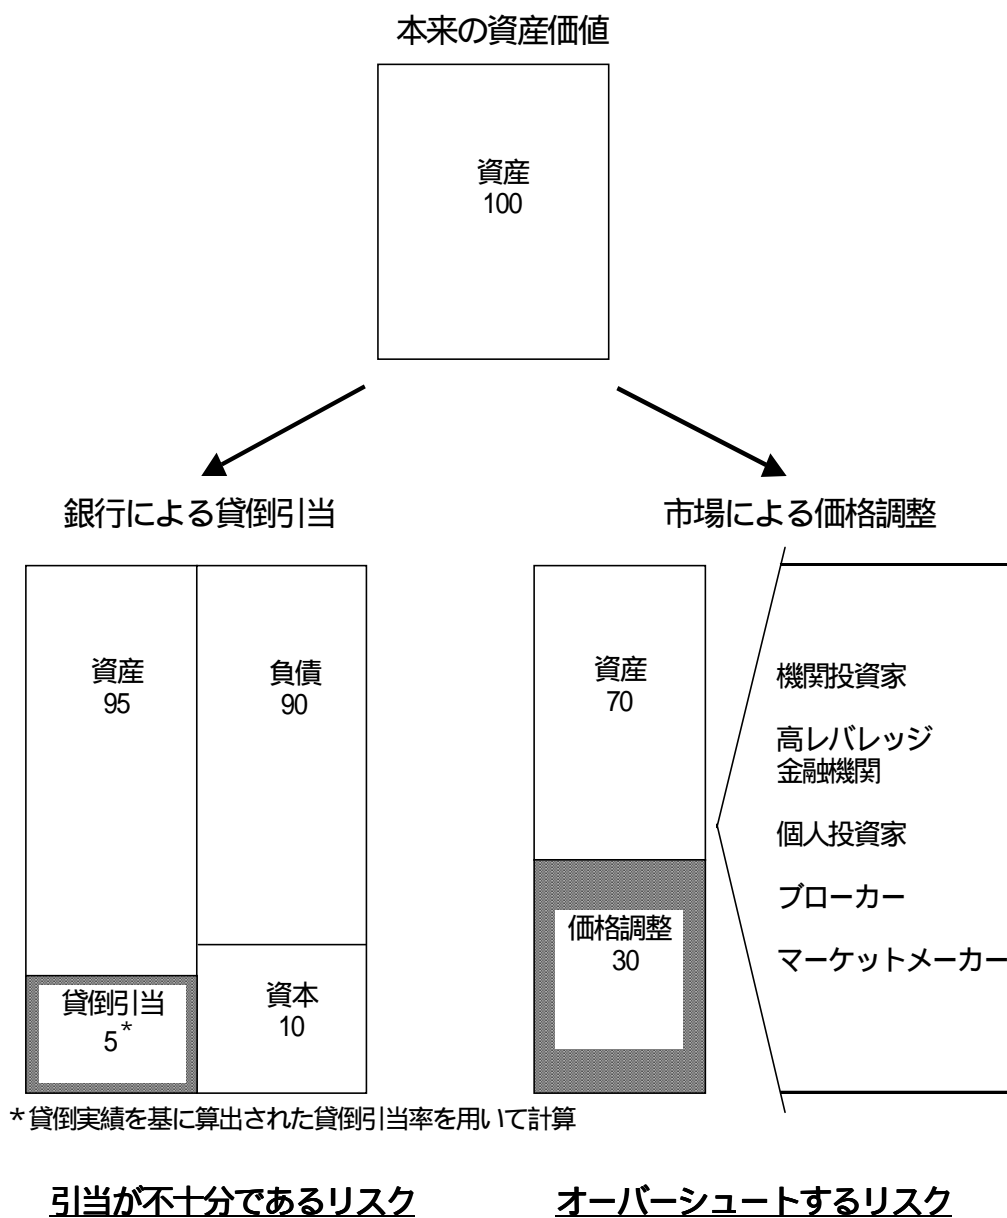 本来の資産価値
資産
100
銀行による貸倒引当
資産
95
負債
90
貸倒引当
5*
資本
10
*貸倒実績を基に算出された貸倒引当率を用いて計算
引当が不十分であるリスク
市場による価格調整
資産
70
価格調整
30
機関投資家
高レバレッジ
金融機関
個人投資家
ブローカー
マーケットメーカー
オーバーシュートするリスク